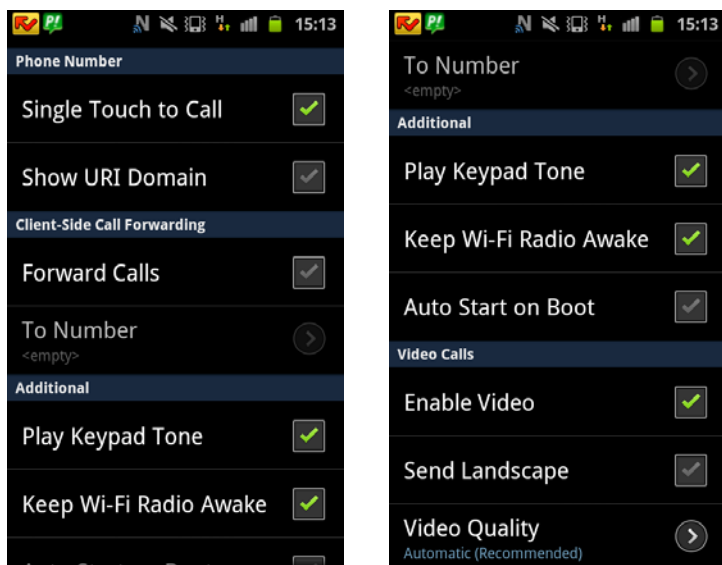 15:13
Phone Number
Single Touch to Call
Show URI Domain
Client-Side Call Forwarding
Forward Calls
To Number
<empty>
Additional
Play Keypad Tone
Keep Wi-Fi Radio Awake
15:13
To Number
<empty>
Additional
Play Keypad Tone
Keep Wi-Fi Radio Awake
Auto Start on Boot
Video Calls
Enable Video
Send Landscape
Video Quality
Automatic (Recommended)